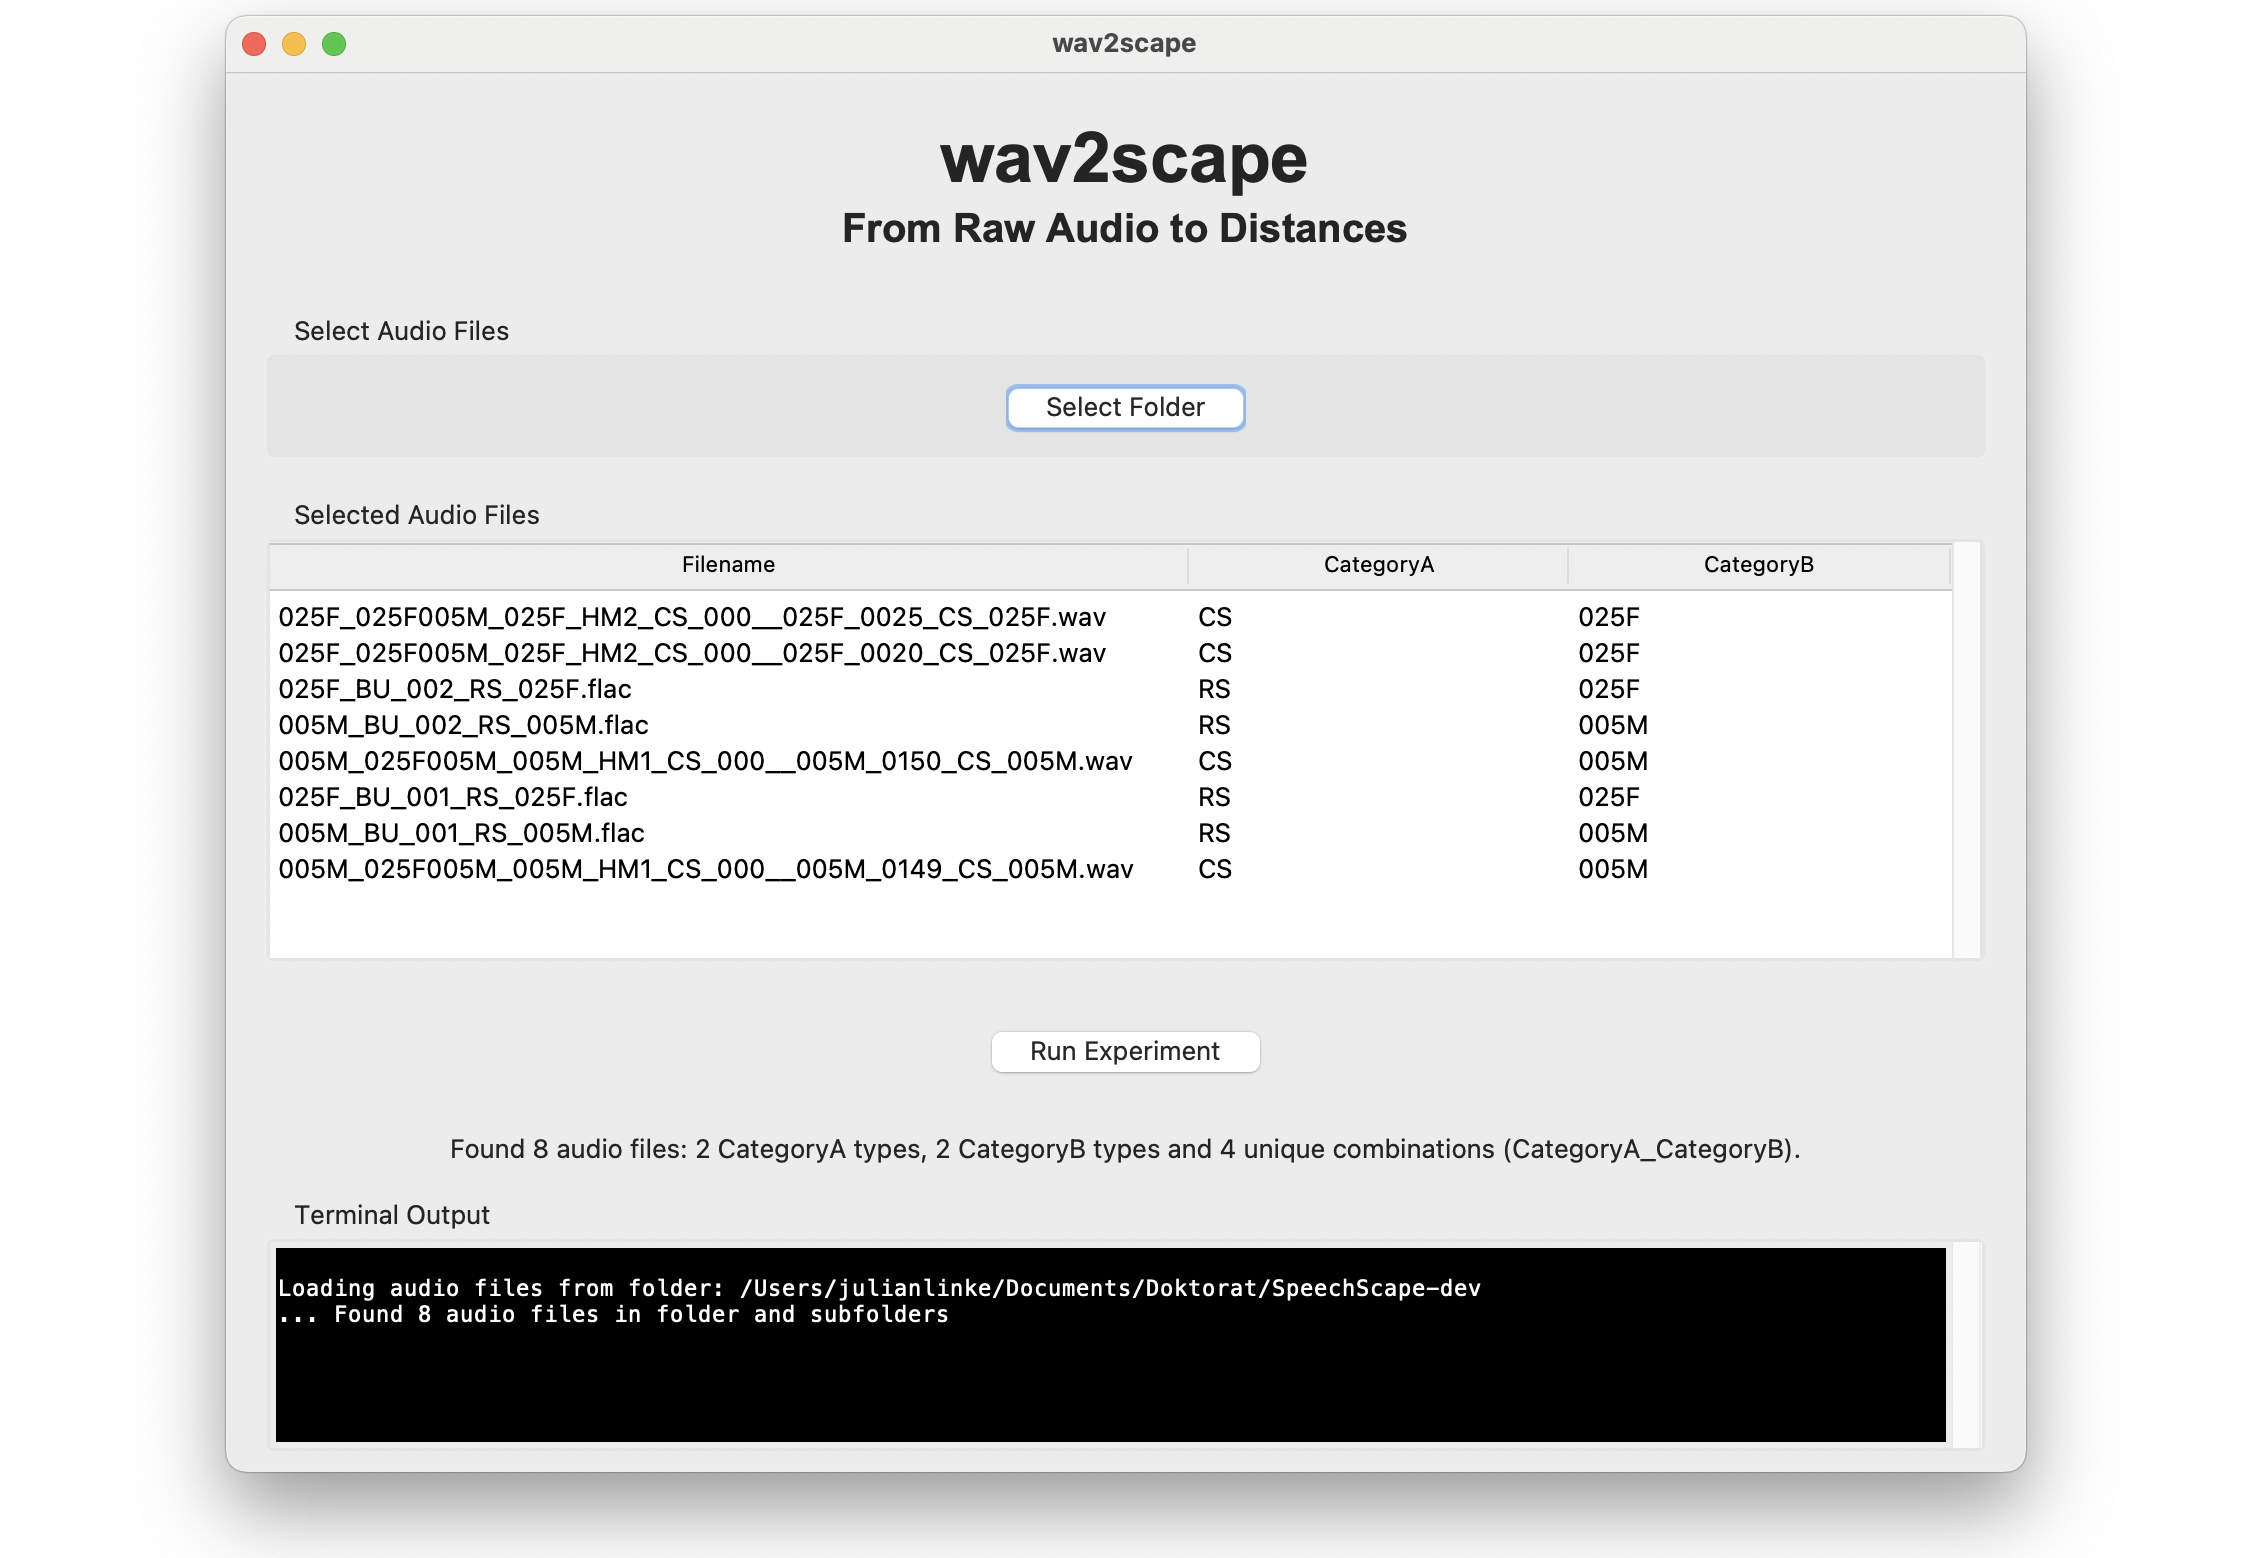 wav2scape
wav2scape
From Raw Audio to Distances
Select Audio Files
Select Folder
Selected Audio Files
Filename CategoryA CategoryB
025F_025F005M_025F_HM2_CS_000__025F_0025_CS_025F.wav CS 025F
025F_025F005M_025F_HM2_CS_000__025F_0020_CS_025F.wav CS 025F
025F_BU_002_RS_025F.flac RS 025F
005M_BU_002_RS_005M.flac RS 005M
005M_025F005M_005M_HM1_CS_000__005M_0150_CS_005M.wav CS 005M
025F_BU_001_RS_025F.flac RS 025F
005M_BU_001_RS_005M.flac RS 005M
005M_025F005M_005M_HM1_CS_000__005M_0149_CS_005M.wav CS 005M
Run Experiment
Found 8 audio files: 2 CategoryA types, 2 CategoryB types and 4 unique combinations (CategoryA_CategoryB).
Terminal Output
Loading audio files from folder: /Users/julianlinke/Documents/Doktorat/SpeechScape-dev
... Found 8 audio files in folder and subfolders